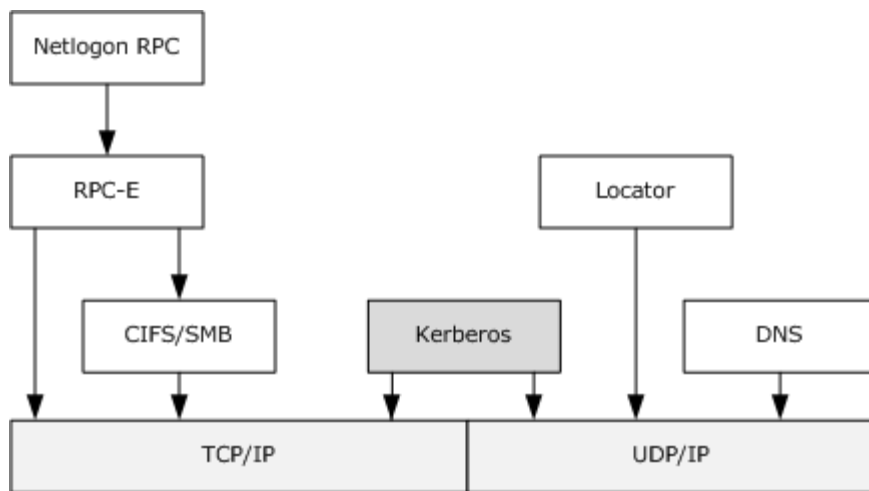 Netlogon RPC
RPC-E
Locator
CIFS/SMB
Kerberos
DNS
TCP/IP
UDP/IP